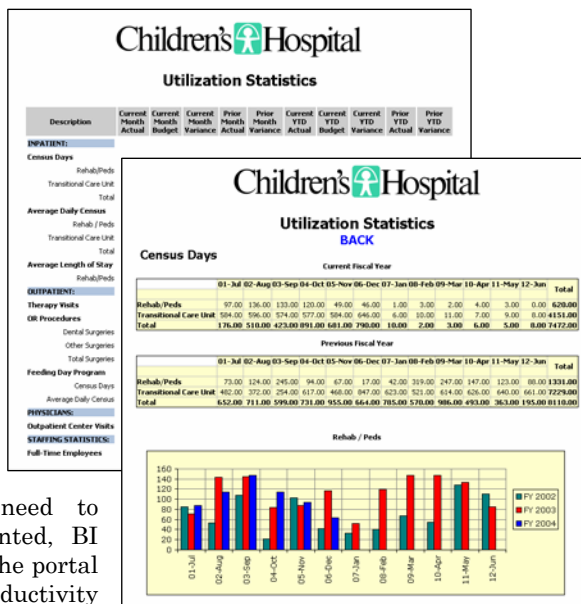 Children's Hospital
Utilization Statistics
Description Current Month Actual Current Month Budget Current Month Variance Prior Month Actual Prior Month Variance Current YTD Actual Current YTD Budget Current YTD Variance Prior YTD Actual Prior YTD Variance
INPATIENT:
Census Days
Rehab/Peds
Transitional Care Unit
Total
Average Daily Census
Rehab / Peds
Transitional Care Unit
Total
Average Length of Stay
Rehab/Peds
OUTPATIENT:
Therapy Visits
OR Procedures
Dental Surgeries
Other Surgeries
Total Surgeries
Feeding Day Program
Census Days
Average Daily Census
PHYSICIANS:
Outpatient Center Visits
STAFFING STATISTICS:
Full-Time Employees
Children's Hospital
Utilization Statistics
BACK
Census Days
Current Fiscal Year
01-Jul 02-Aug 03-Sep 04-Oct 05-Nov 06-Dec 07-Jan 08-Feb 09-Mar 10-Apr 11-May 12-Jun Total
Rehab/Peds 97.00 136.00 133.00 120.00 49.00 46.00 1.00 3.00 2.00 4.00 3.00 0.00 620.00
Transitional Care Unit 584.00 596.00 574.00 577.00 584.00 646.00 6.00 10.00 11.00 7.00 9.00 8.00 4151.00
Total 176.00 510.00 423.00 891.00 681.00 790.00 10.00 2.00 3.00 6.00 5.00 8.00 7472.00
Previous Fiscal Year
01-Jul 02-Aug 03-Sep 04-Oct 05-Nov 06-Dec 07-Jan 08-Feb 09-Mar 10-Apr 11-May 12-Jun Total
Rehab/Peds 73.00 124.00 245.00 94.00 67.00 17.00 42.00 319.00 247.00 147.00 123.00 88.00 1331.00
Transitional Care Unit 482.00 372.00 254.00 617.00 468.00 847.00 623.00 521.00 614.00 626.00 640.00 661.00 7229.00
Total 652.00 711.00 599.00 731.00 955.00 664.00 785.00 570.00 986.00 493.00 363.00 195.00
Rehab / Peds
160
140
120
100
80
60
40
20
0
01-Jul 02-Aug 03-Sep 04-Oct 05-Nov 06-Dec 07-Jan 08-Feb 09-Mar 10-Apr 11-May 12-Jun
FY 2002
FY 2003
FY 2004
need to
nted, BI
he portal
ductivity